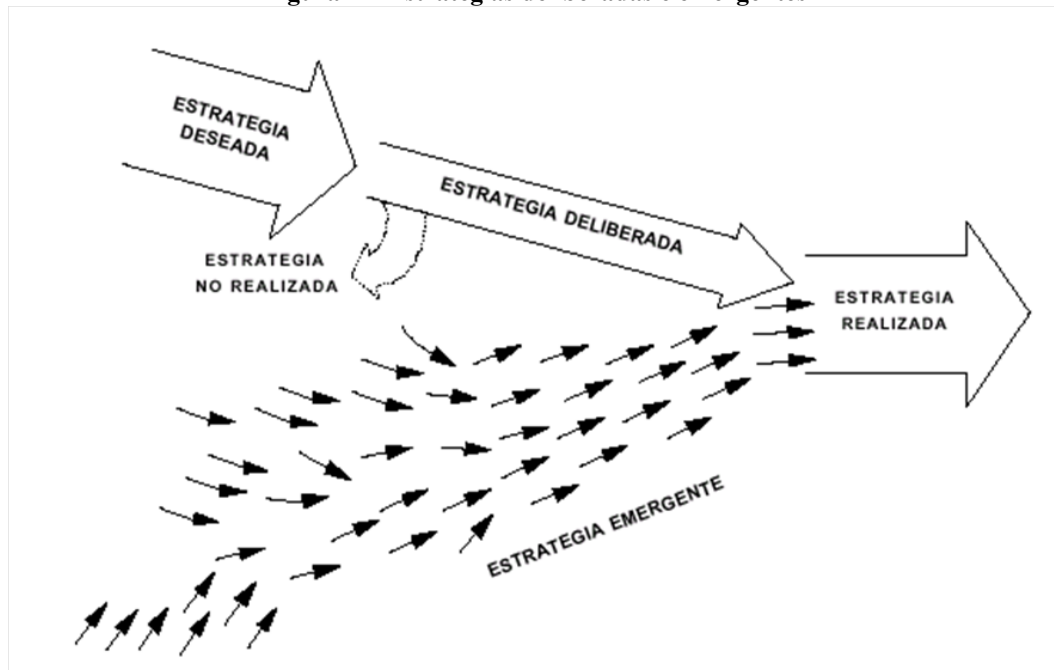 ESTRATEGIA
DESEADA
ESTRATEGIA DELIBERADA
ESTRATEGIA
NO REALIZADA
ESTRATEGIA
REALIZADA
ESTRATEGIA EMERGENTE